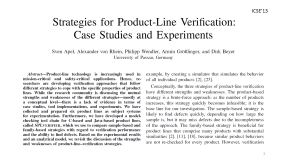 ICSE'13
Strategies for Product-Line Verification:
Case Studies and Experiments
Sven Apel, Alexander von Rhein, Philipp Wendler, Armin Größlinger, and Dirk Beyer
University of Passau, Germany
Abstract—Product-line technology is increasingly used in
mission-critical and safety-critical applications. Hence, re-
searchers are developing verification approaches that follow
different strategies to cope with the specific properties of product
lines. While the research community is discussing the mutual
strengths and weaknesses of the different strategies—mostly at
a conceptual level—there is a lack of evidence in terms of
case studies, tool implementations, and experiments. We have
collected and prepared six product lines as subject systems
for experimentation. Furthermore, we have developed a model-
checking tool chain for C-based and Java-based product lines,
called SPLVERIFIER, which we use to compare sample-based and
family-based strategies with regard to verification performance
and the ability to find defects. Based on the experimental results
and an analytical model, we revisit the discussion of the strengths
and weaknesses of product-line–verification strategies.
example, by creating a simulator that simulates the behavior
of all individual products [2], [23].
Conceptually, the three strategies of product-line verification
have different strengths and weaknesses. The product-based
strategy is a brute-force approach: as the number of products
increases, this strategy quickly becomes infeasible; it is the
base line for our investigation. The sample-based strategy is
likely to find defects quickly, depending on how large the
sample is, but it may miss defects due to the incompleteness
of the approach. The family-based strategy is beneficial for
product lines that comprise many products with substantial
similarities
because similar product behaviors
are not re-checked for every product. However, verification